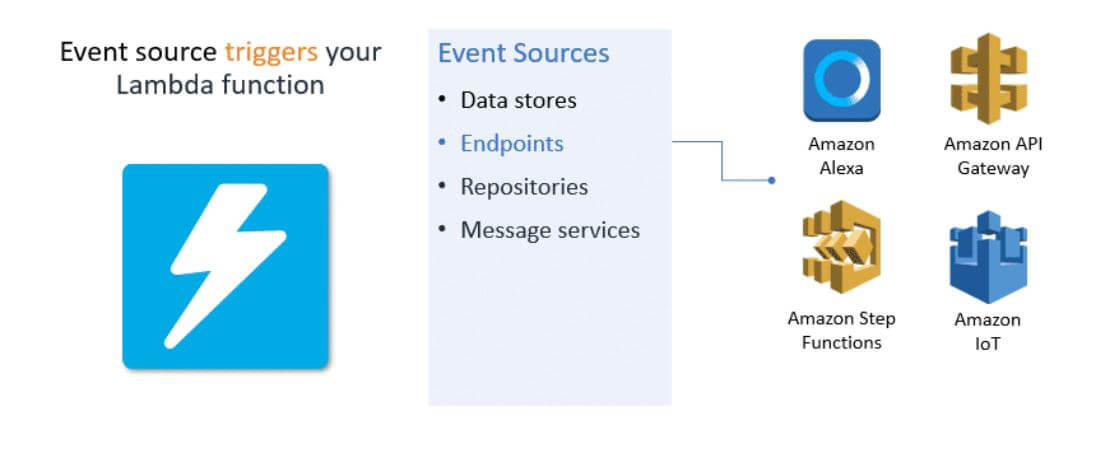 Event source triggers your
Lambda function
Event Sources
• Data stores
• Endpoints
• Repositories
• Message services
Amazon
Alexa
Amazon API
Gateway
Amazon Step
Functions
Amazon
IoT